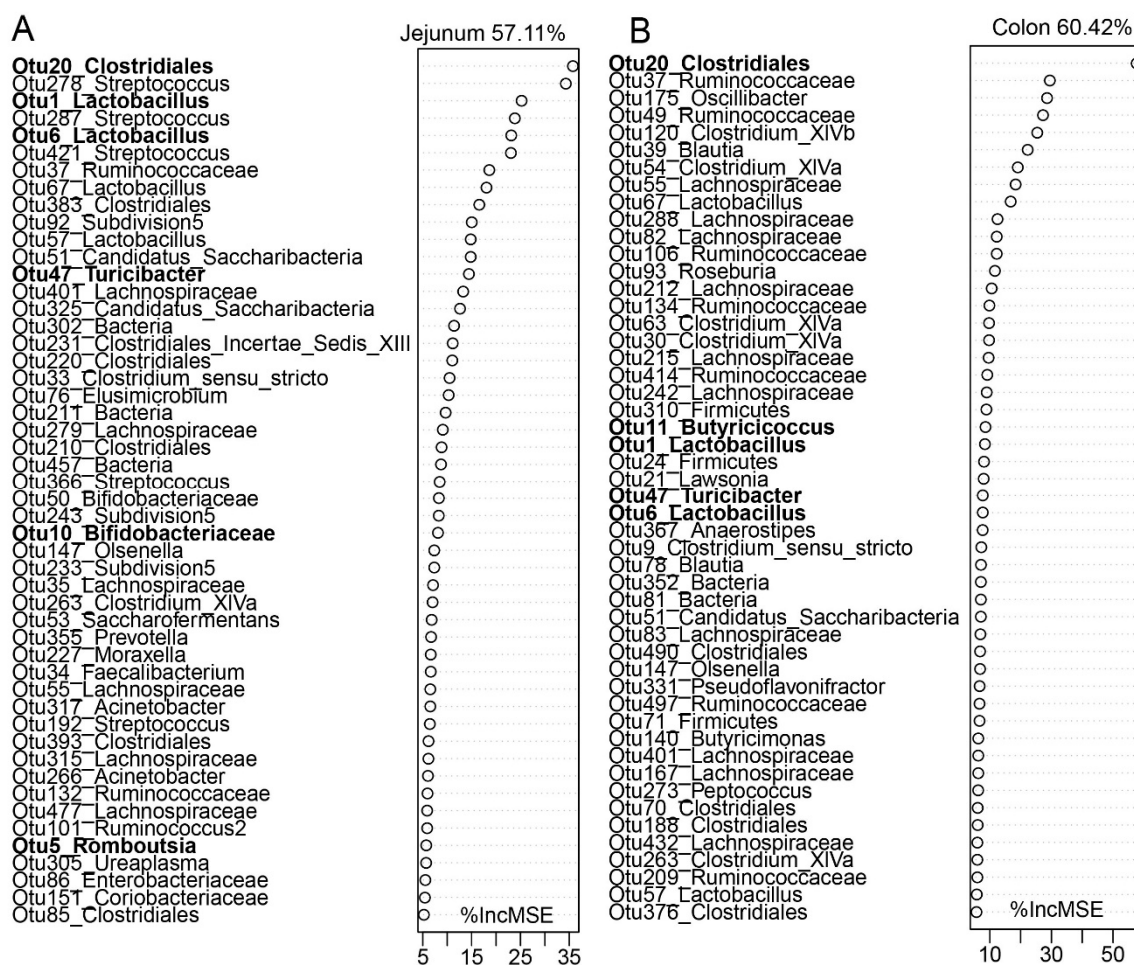 A
Jejunum 57.11%
Otu20_Clostridiales
Otu278_Streptococcus
Otu1_Lactobacillus
Otu287_Streptococcus
Otu6_Lactobacillus
Otu421_Streptococcus
Otu37_Ruminococcaceae
Otu67_Lactobacillus
Otu383_Clostridiales
Otu92_Subdivision5
Otu57_Lactobacillus
Otu51_Candidatus_Saccharibacteria
Otu47_Turicibacter
Otu401_Lachnospiraceae
Otu325_Candidatus_Saccharibacteria
Otu302_Bacteria
Otu231_Clostridiales_Incertae_Sedis_XIII
Otu220_Clostridiales
Otu33_Clostridium_sensu_stricto
Otu76_Elusimicrobium
Otu211_Bacteria
Otu279_Lachnospiraceae
Otu210_Clostridiales
Otu457_Bacteria
Otu366_Streptococcus
Otu50_Bifidobacteriaceae
Otu243_Subdivision5
Otu10_Bifidobacteriaceae
Otu147_Olsenella
Otu233_Subdivision5
Otu35_Lachnospiraceae
Otu263_Clostridium_XIVa
Otu53_Saccharofermentans
Otu355_Prevotella
Otu227_Moraxella
Otu34_Faecalibacterium
Otu55_Lachnospiraceae
Otu317_Acinetobacter
Otu192_Streptococcus
Otu393_Clostridiales
Otu315_Lachnospiraceae
Otu266_Acinetobacter
Otu132_Ruminococcaceae
Otu477_Lachnospiraceae
Otu101_Ruminococcus2
Otu5_Romboutsia
Otu305_Ureaplasma
Otu86_Enterobacteriaceae
Otu151_Coriobacteriaceae
Otu85_Clostridiales
%IncMSE
5 15 25 35
B
Colon 60.42%
Otu20_Clostridiales
Otu37_Ruminococcaceae
Otu175_Oscillibacter
Otu49_Ruminococcaceae
Otu120_Clostridium_XIVb
Otu39_Blautia
Otu54_Clostridium_XIVa
Otu55_Lachnospiraceae
Otu67_Lactobacillus
Otu288_Lachnospiraceae
Otu82_Lachnospiraceae
Otu106_Ruminococcaceae
Otu93_Roseburia
Otu212_Lachnospiraceae
Otu134_Ruminococcaceae
Otu63_Clostridium_XIVa
Otu30_Clostridium_XIVa
Otu215_Lachnospiraceae
Otu414_Ruminococcaceae
Otu242_Lachnospiraceae
Otu310_Firmicutes
Otu11_Butyricicoccus
Otu1_Lactobacillus
Otu24_Firmicutes
Otu21_Lawsonia
Otu47_Turicibacter
Otu6_Lactobacillus
Otu367_Anaerostipes
Otu9_Clostridium_sensu_stricto
Otu78_Blautia
Otu352_Bacteria
Otu81_Bacteria
Otu51_Candidatus_Saccharibacteria
Otu83_Lachnospiraceae
Otu490_Clostridiales
Otu147_Olsenella
Otu331_Pseudoflavonifractor
Otu497_Ruminococcaceae
Otu71_Firmicutes
Otu140_Butyricimonas
Otu401_Lachnospiraceae
Otu167_Lachnospiraceae
Otu273_Peptococcus
Otu70_Clostridiales
Otu188_Clostridiales
Otu432_Lachnospiraceae
Otu263_Clostridium_XIVa
Otu209_Ruminococcaceae
Otu57_Lactobacillus
Otu376_Clostridiales
%IncMSE
10 30 50